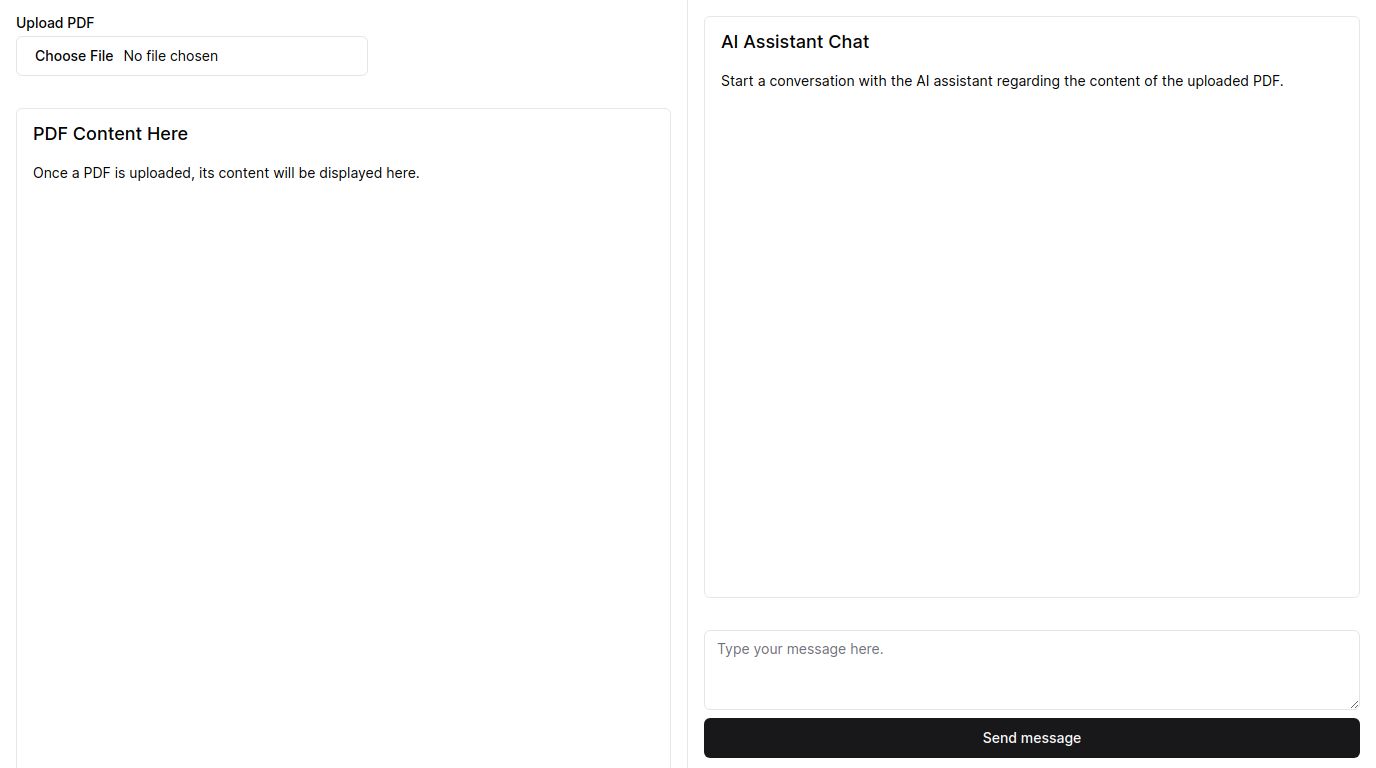 Upload PDF
Choose File No file chosen
PDF Content Here
Once a PDF is uploaded, its content will be displayed here.
AI Assistant Chat
Start a conversation with the AI assistant regarding the content of the uploaded PDF.
Type your message here.
Send message